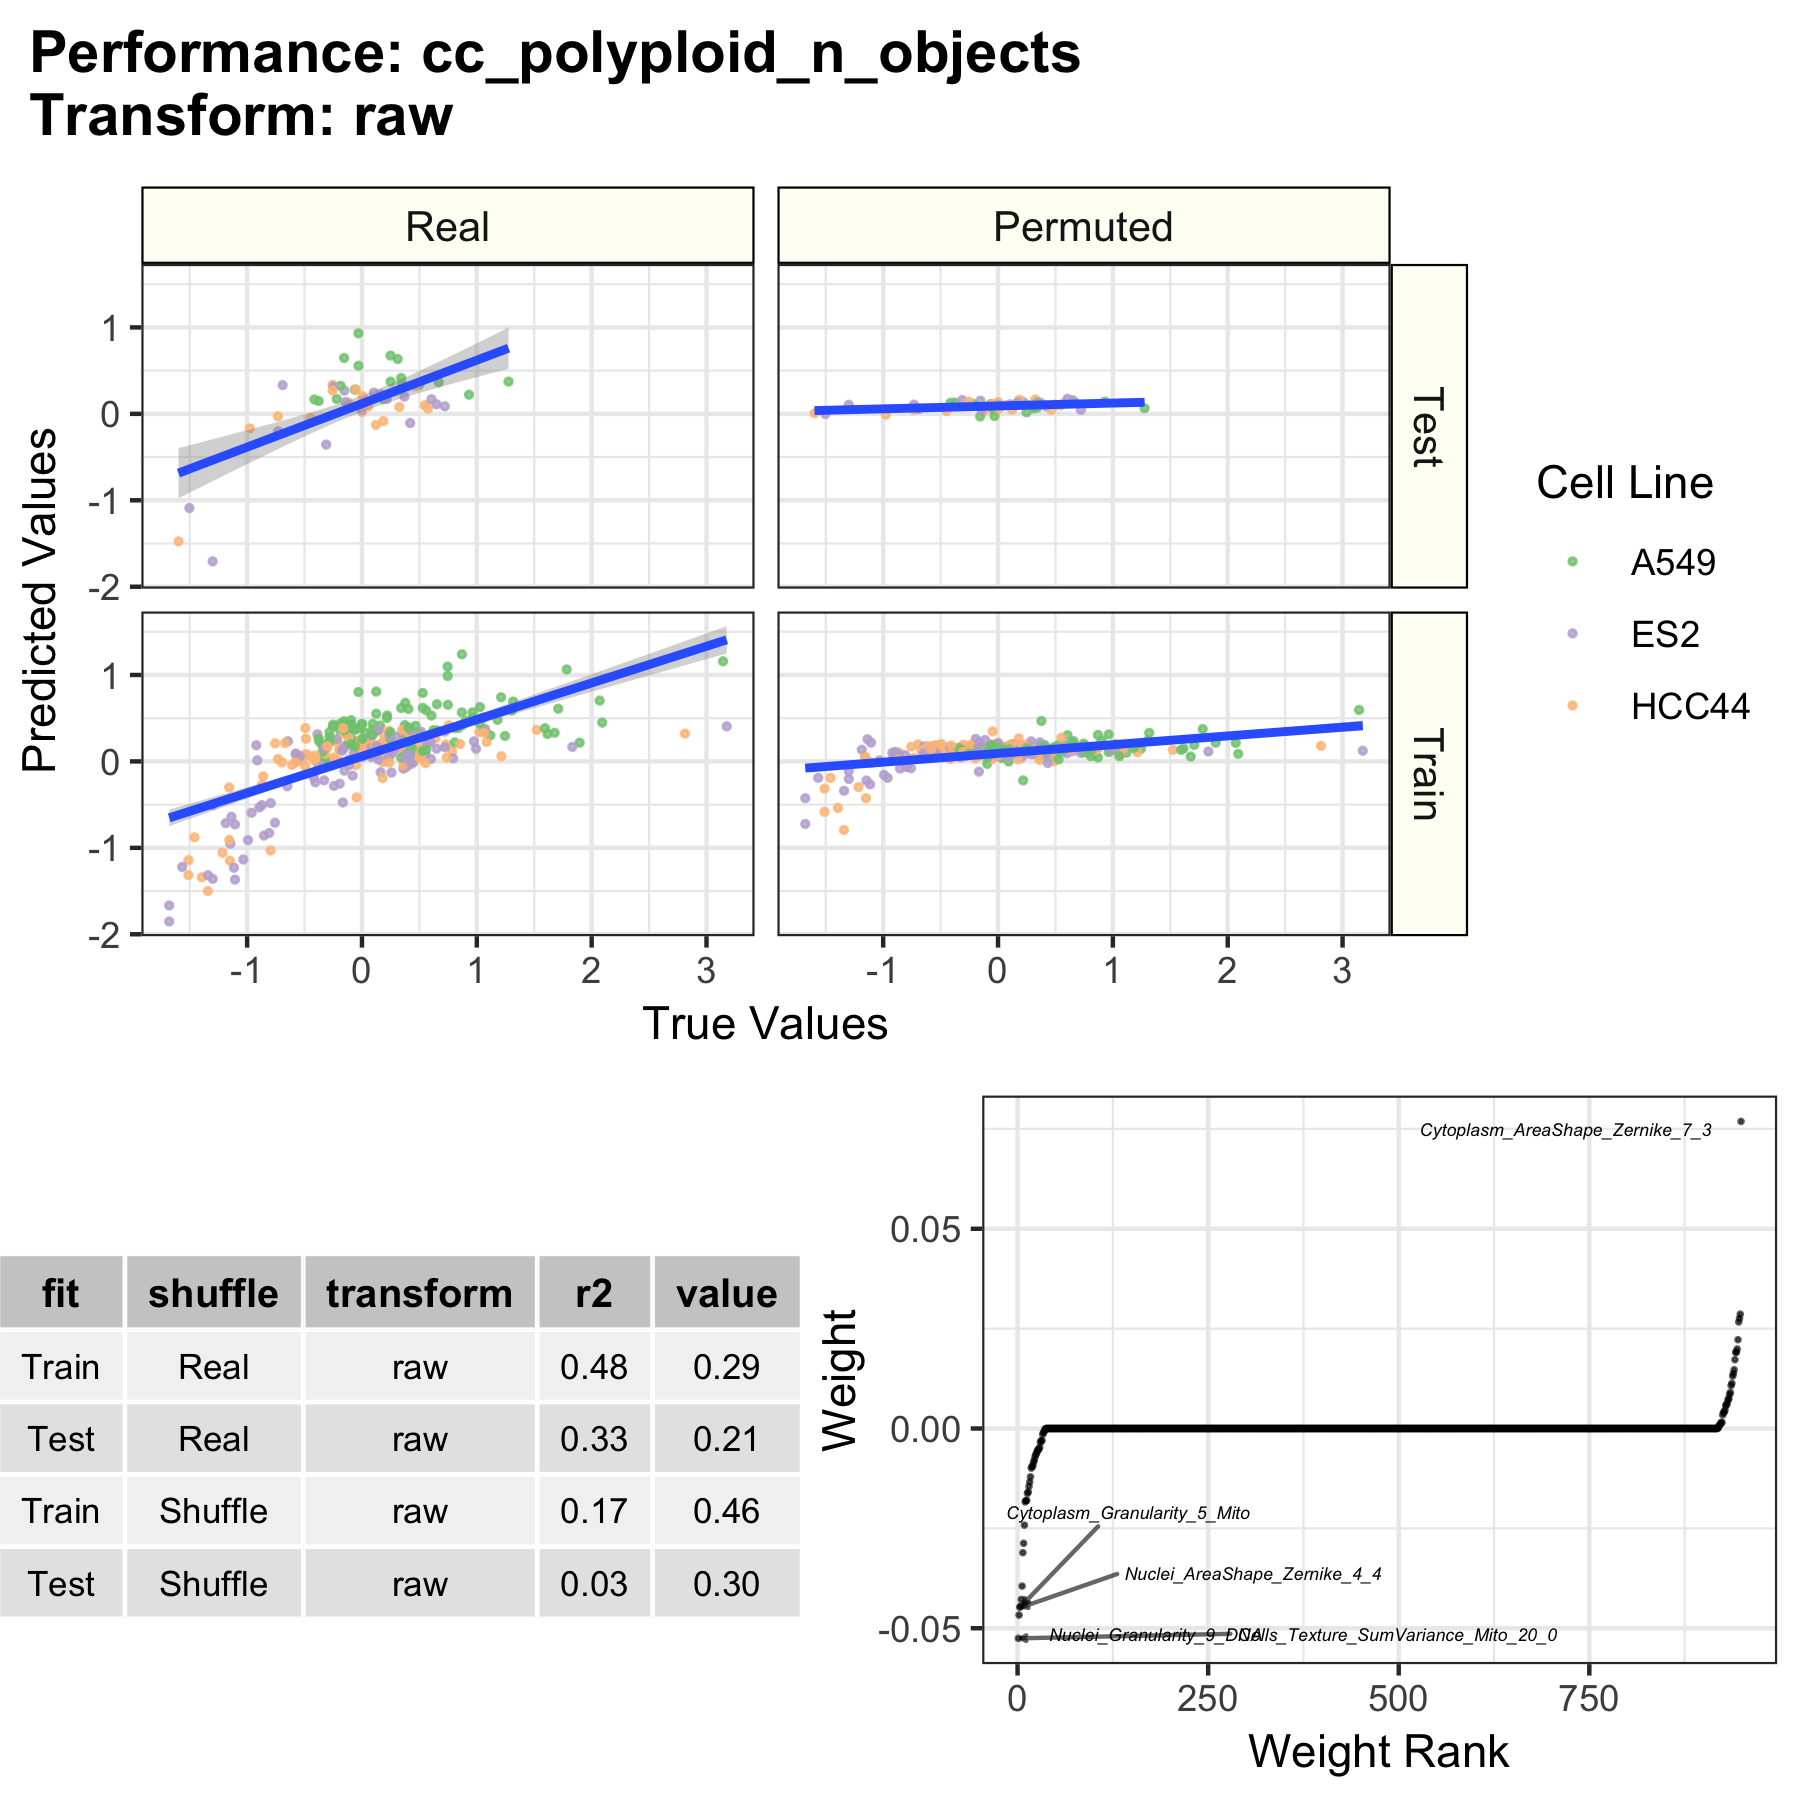 Performance: cc_polyploid_n_objects
Transform: raw
Real
Permuted
Predicted Values
1
0
-1
-2
Test
1
0
-1
-2
Train
-1 0 1 2 3
-1 0 1 2 3
True Values
Cell Line
A549
ES2
HCC44
fit shuffle transform r2 value
Train Real raw 0.48 0.29
Test Real raw 0.33 0.21
Train Shuffle raw 0.17 0.46
Test Shuffle raw 0.03 0.30
Weight
0.05
0.00
-0.05
Cytoplasm_AreaShape_Zernike_7_3
Cytoplasm_Granularity_5_Mito
Nuclei_AreaShape_Zernike_4_4
Nuclei_Granularity_9_DNA
Cells_Texture_SumVariance_Mito_20_0
0 250 500 750
Weight Rank